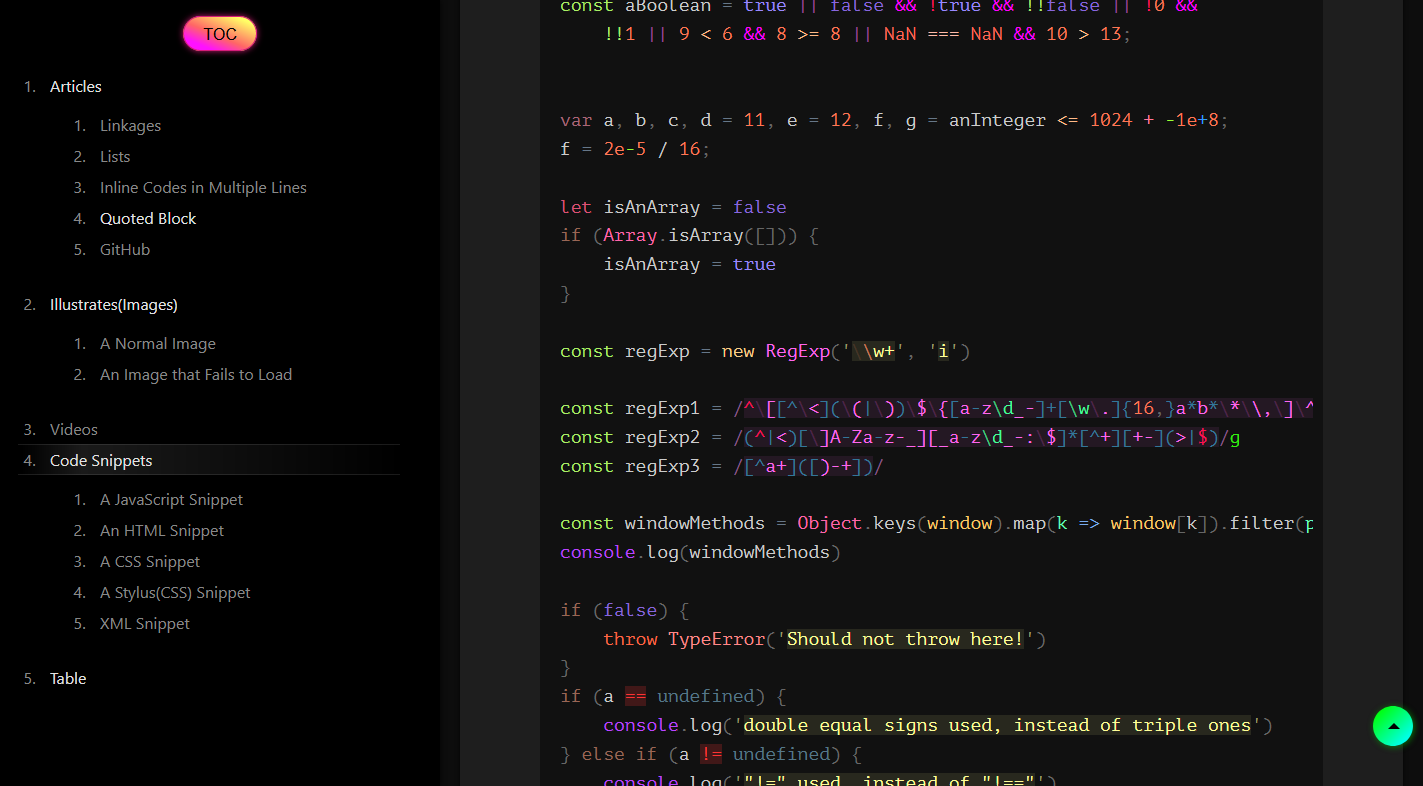 TOC
1. Articles
1. Linkages
2. Lists
3. Inline Codes in Multiple Lines
4. Quoted Block
5. GitHub
2. Illustrates(Images)
1. A Normal Image
2. An Image that Fails to Load
3. Videos
4. Code Snippets
1. A JavaScript Snippet
2. An HTML Snippet
3. A CSS Snippet
4. A Stylus(CSS) Snippet
5. XML Snippet
5. Table
const aBoolean = true || false && !true && !!false || !0 &&
    !!1 || 9 < 6 && 8 >= 8 || NaN === NaN && 10 > 13;
var a, b, c, d = 11, e = 12, f, g = anInteger <= 1024 + -1e+8;
f = 2e-5 / 16;
let isAnArray = false
if (Array.isArray([])) {
    isAnArray = true
}
const regExp = new RegExp('\\w+', 'i')
const regExp1 = /^\[[^\<](\(|\))\$\{[a-z\d_-]+[\w\.]{16,}a*b*\*\\,\]\^
const regExp2 = /(^|<)[\]A-Za-z-_][_a-z\d_-:\$]*[^+][+-](>|$)/g
const regExp3 = /[^a+]([)-+])/
const windowMethods = Object.keys(window).map(k => window[k]).filter(p
console.log(windowMethods)
if (false) {
    throw TypeError('Should not throw here!')
}
if (a == undefined) {
    console.log('double equal signs used, instead of triple ones')
} else if (a != undefined) {
    console.log('"!=" used, instead of "!=="')